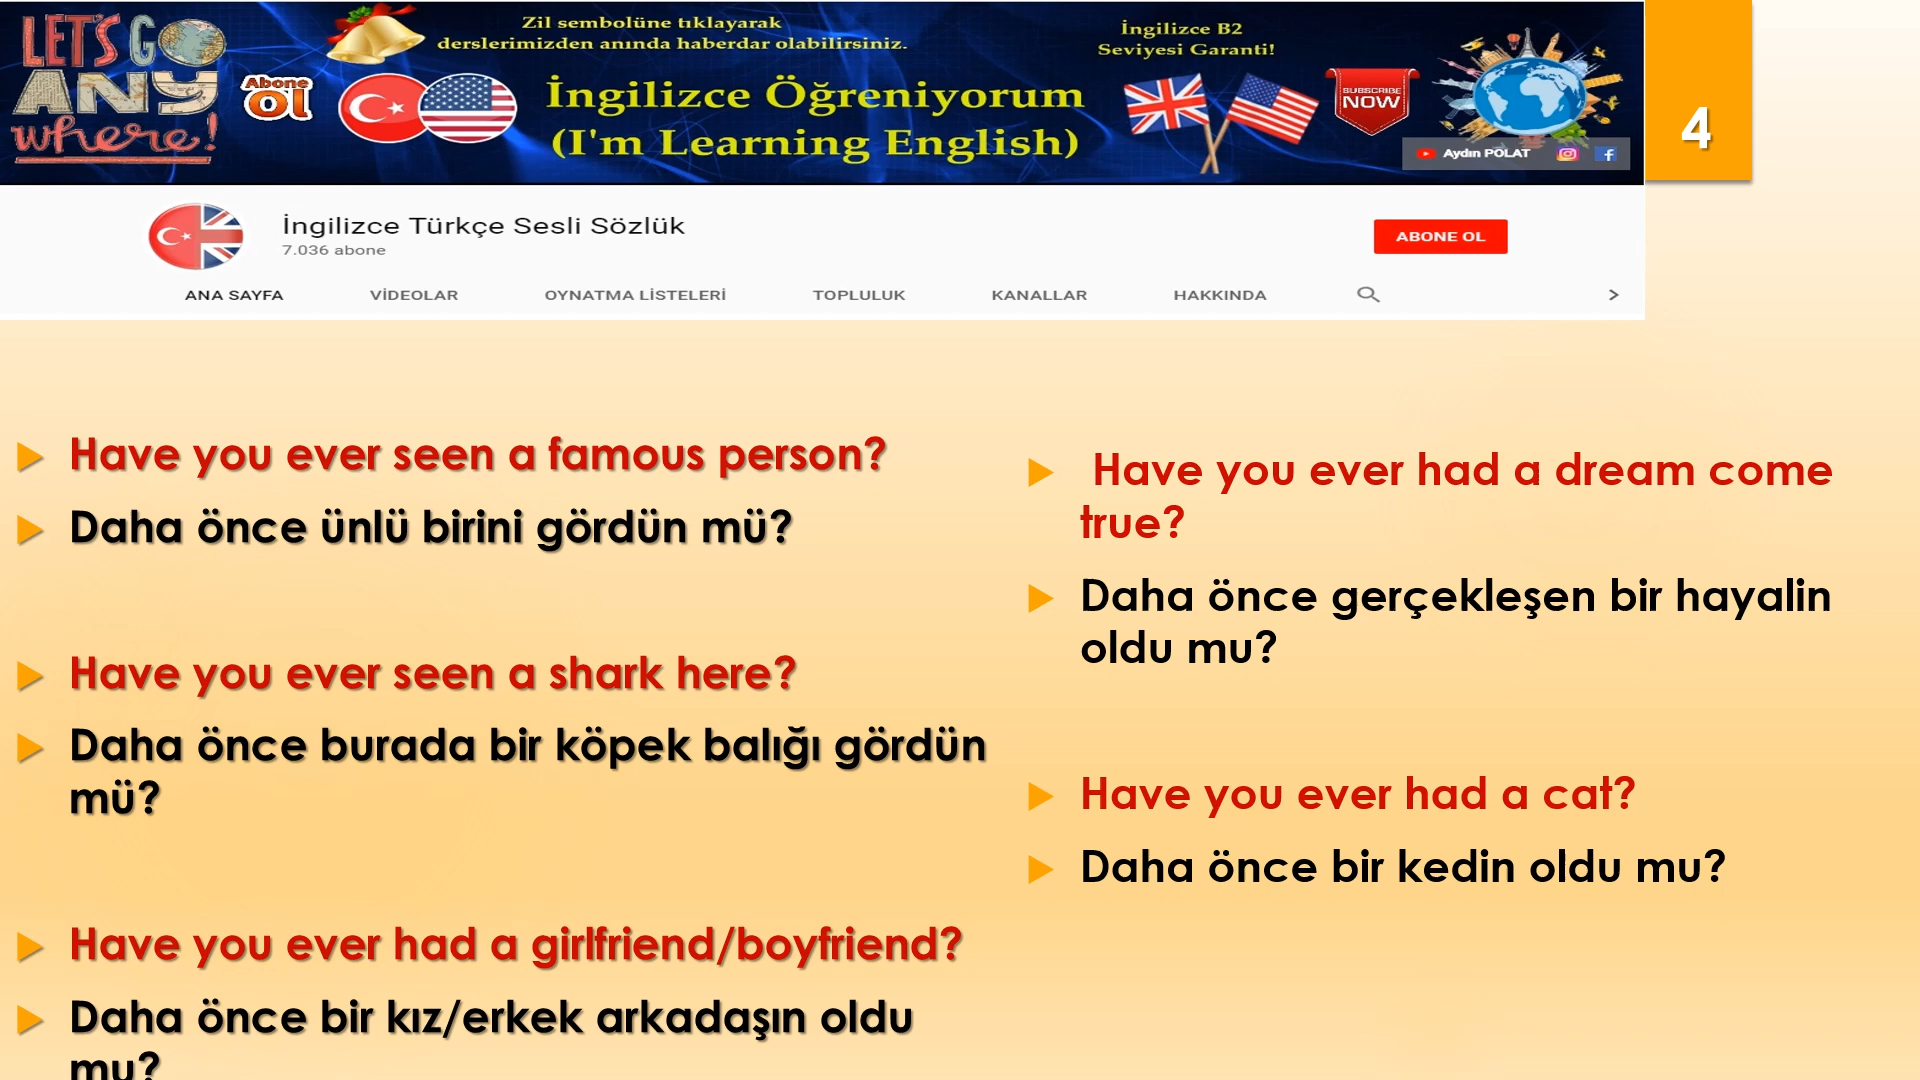 LET'S GO
ANY
where!
Abone
Ol
Zil sembolüne tıklayarak
derslerimizden anında haberdar olabilirsiniz.
İngilizce Öğreniyorum
(I'm Learning English)
İngilizce B2
Seviyesi Garanti!
SUBSCRIBE
NOW
Aydın POLAT
4
İngilizce Türkçe Sesli Sözlük
7.036 abone
ABONE OL
ANA SAYFA VİDEOLAR OYNATMA LİSTELERİ TOPLULUK KANALLAR HAKKINDA
Have you ever seen a famous person?
Daha önce ünlü birini gördün mü?
Have you ever seen a shark here?
Daha önce burada bir köpek balığı gördün
mü?
Have you ever had a girlfriend/boyfriend?
Daha önce bir kız/erkek arkadaşın oldu
mu?
Have you ever had a dream come
true?
Daha önce gerçekleşen bir hayalin
oldu mu?
Have you ever had a cat?
Daha önce bir kedin oldu mu?